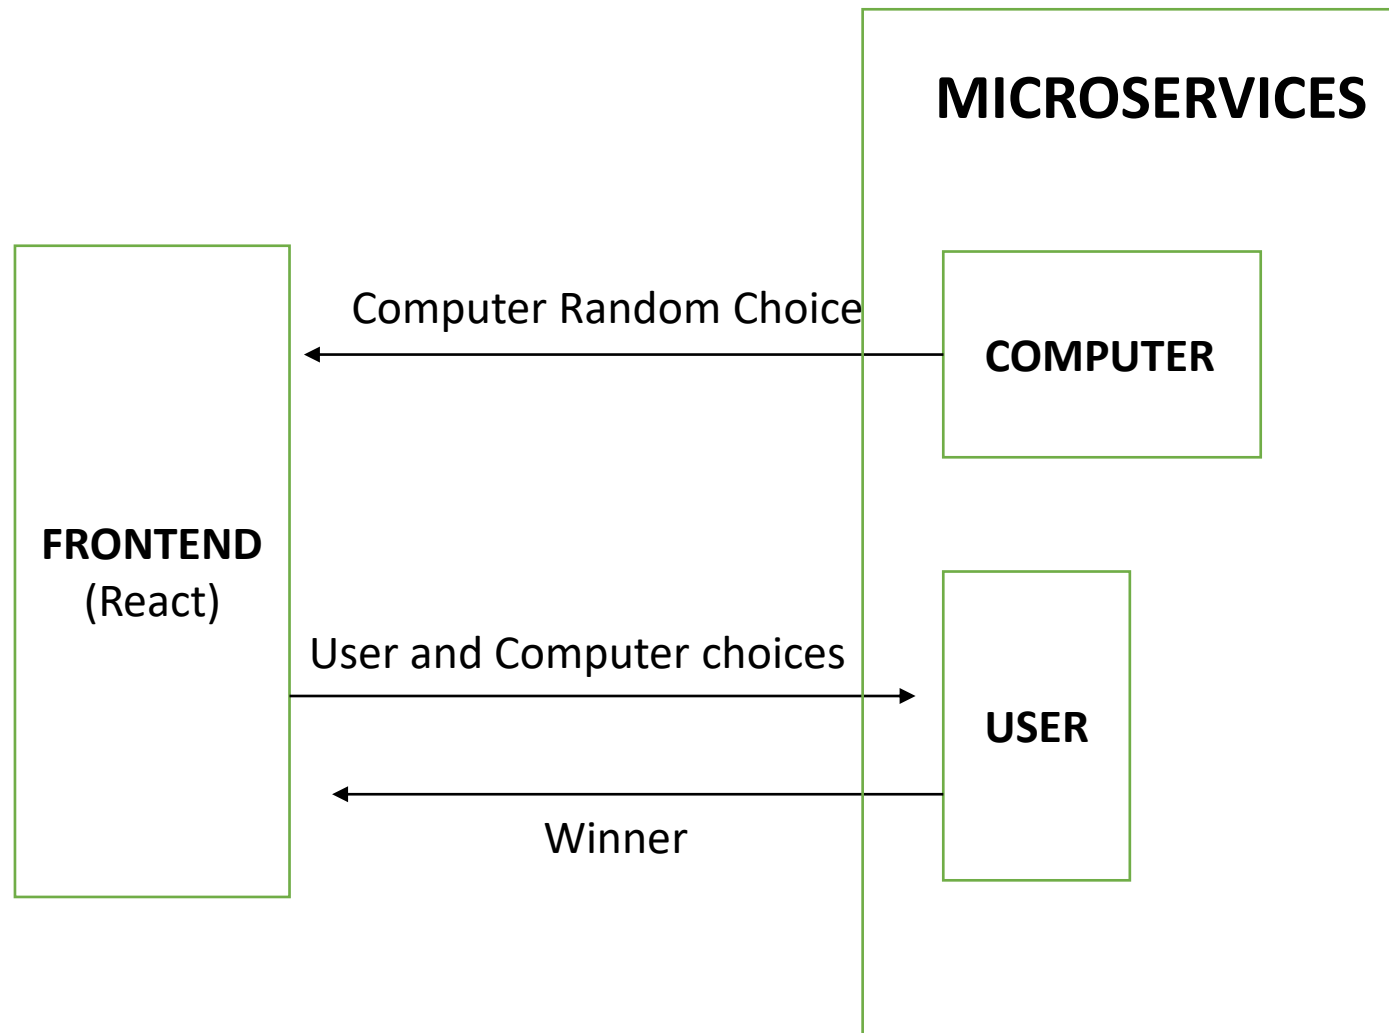 MICROSERVICES
Computer Random Choice
COMPUTER
FRONTEND
(React)
User and Computer choices
USER
Winner